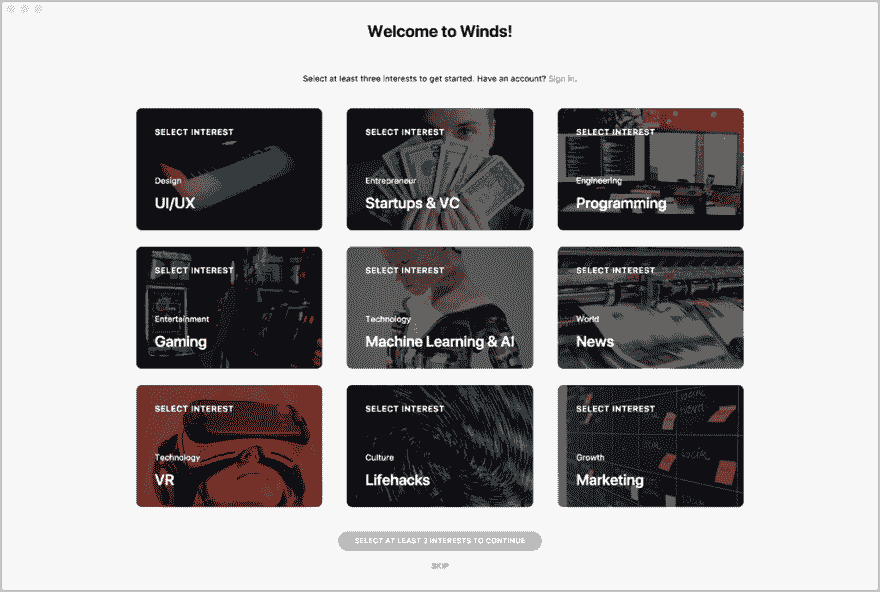 Welcome to Winds!
Select at least three interests to get started. Have an account? Sign in.
SELECT INTEREST
Design
UI/UX
SELECT INTEREST
Entrepreneur
Startups & VC
SELECT INTEREST
Engineering
Programming
SELECT INTEREST
Entertainment
Gaming
SELECT INTEREST
Technology
Machine Learning & AI
SELECT INTEREST
World
News
SELECT INTEREST
Technology
VR
SELECT INTEREST
Culture
Lifehacks
SELECT INTEREST
Growth
Marketing
SELECT AT LEAST 3 INTERESTS TO CONTINUE
SKIP